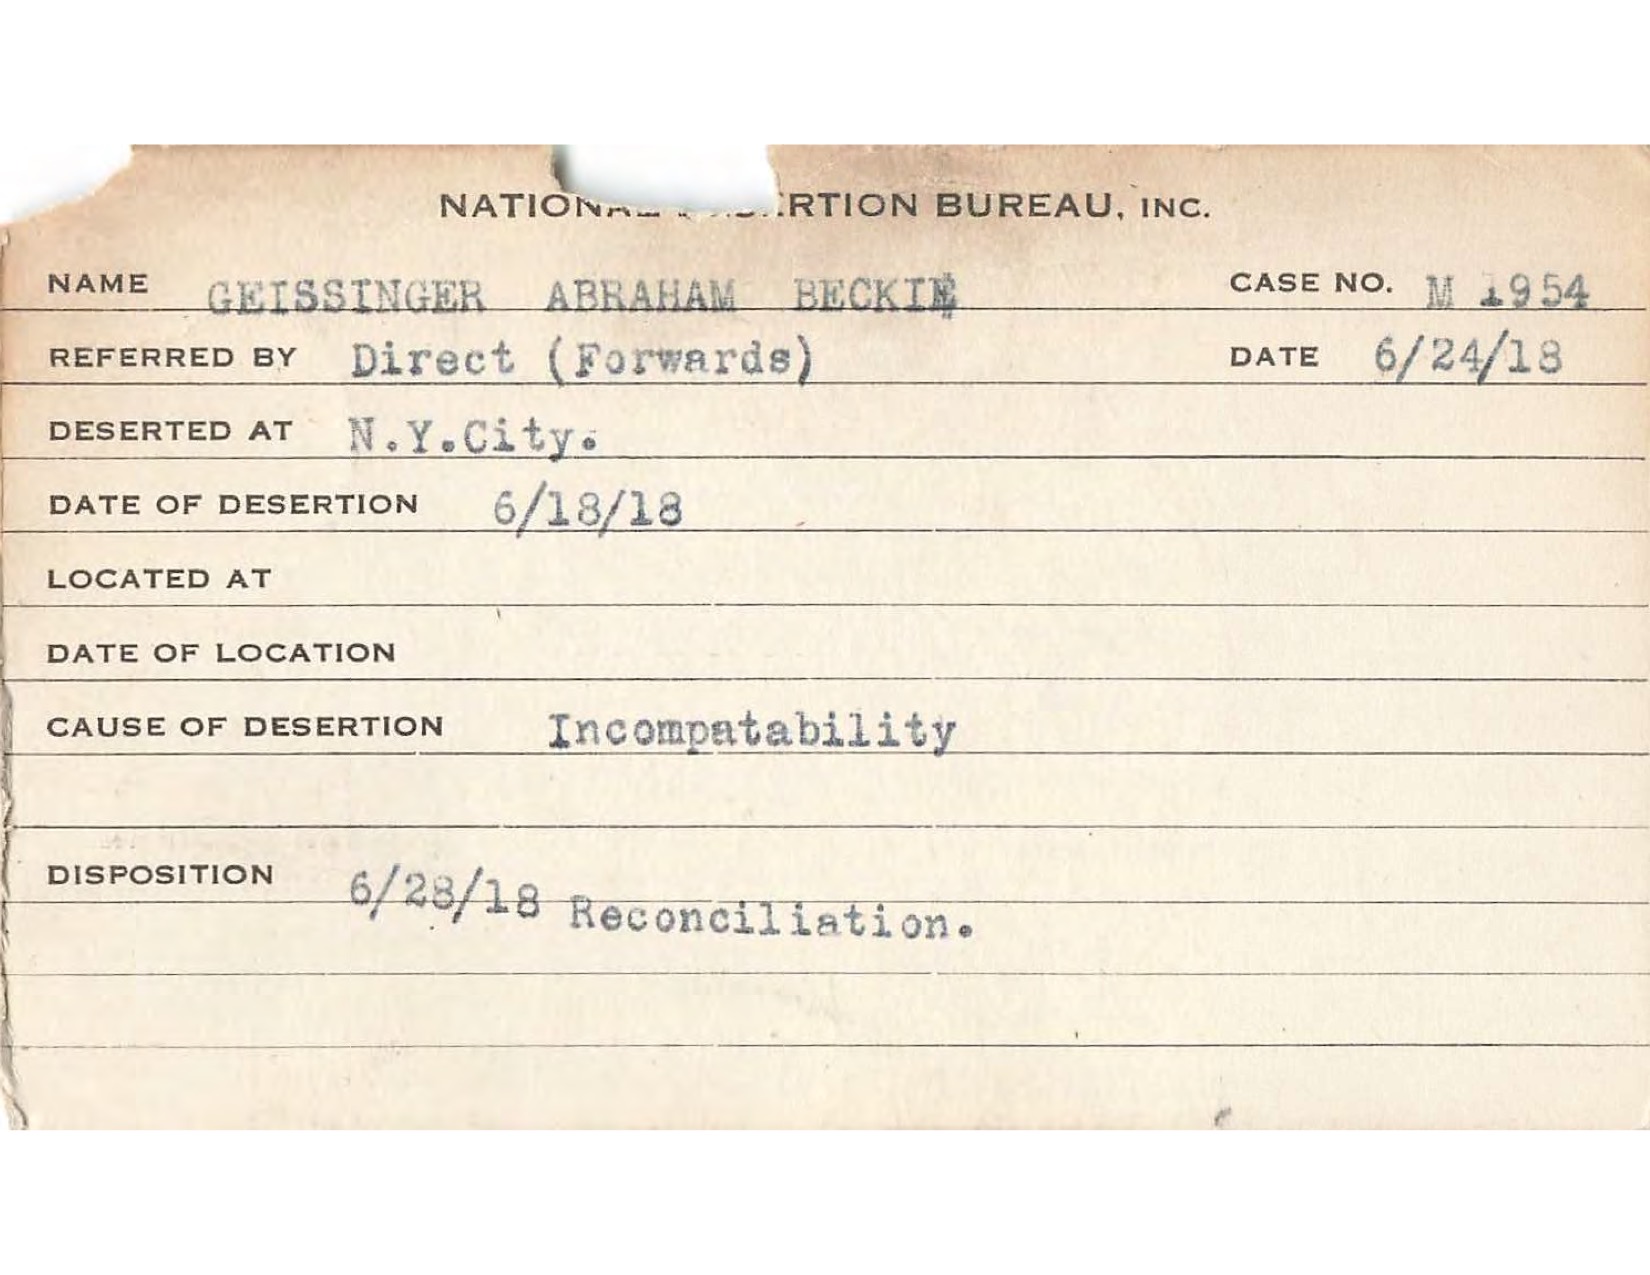 NATIONAL DESERTION BUREAU, INC.
NAME GEISSINGER ABRAHAM BECKIE CASE NO. M 1954
REFERRED BY Direct (Forwards) DATE 6/24/18
DESERTED AT N.Y.City.
DATE OF DESERTION 6/18/18
LOCATED AT
DATE OF LOCATION
CAUSE OF DESERTION Incompatability
DISPOSITION 6/28/18 Reconciliation.